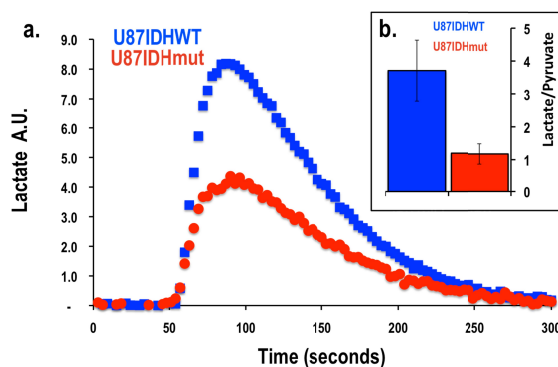 a.
U87IDHWT
U87IDHmut
Lactate A.U.
9.0
8.0
7.0
6.0
5.0
4.0
3.0
2.0
1.0
-
0 50 100 150 200 250 300
Time (seconds)
b.
U87IDHWT
U87IDHmut
Lactate/Pyruvate
5
4
3
2
1
0